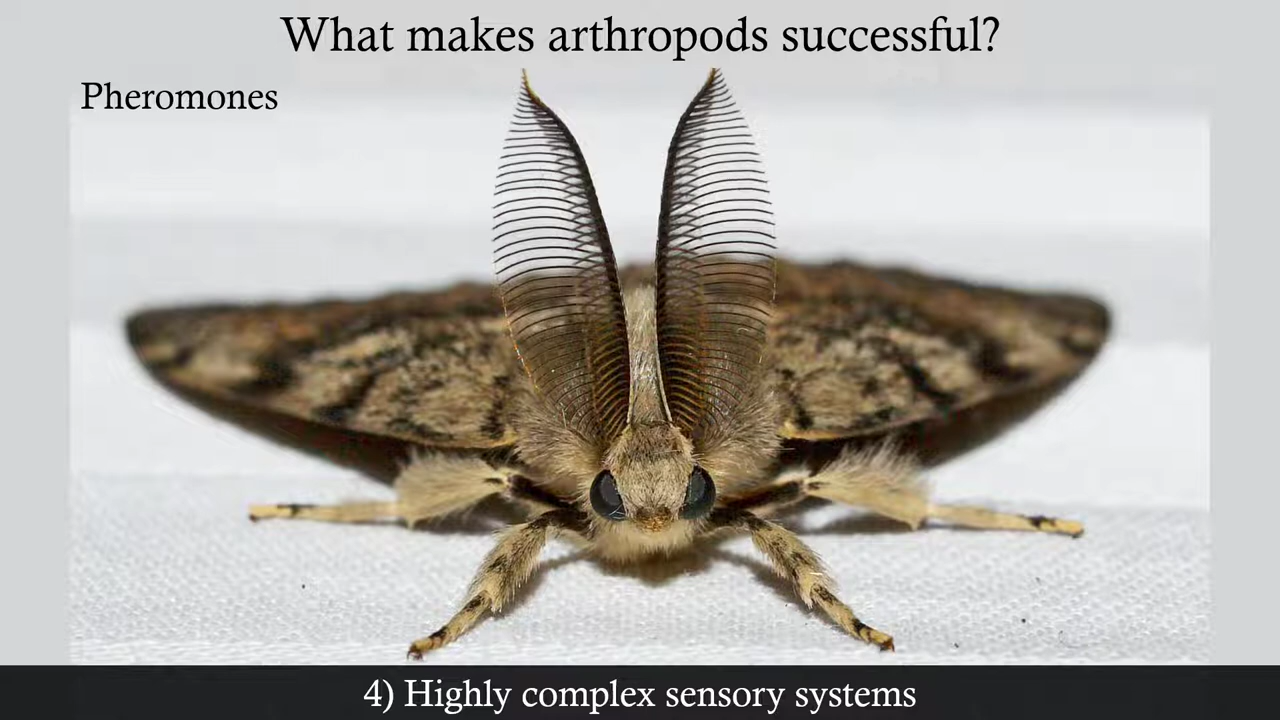 What makes arthropods successful?
Pheromones
4) Highly complex sensory systems